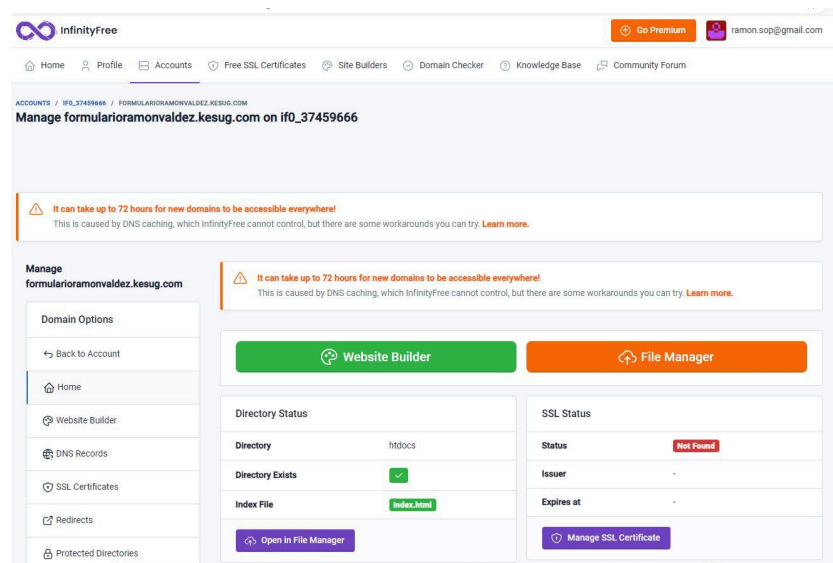 InfinityFree
Go Premium
ramon.sop@gmail.com
Home Profile Accounts Free SSL Certificates Site Builders Domain Checker Knowledge Base Community Forum
ACCOUNTS / IF0_37459666 / FORMULARIORAMONVALDEZ.KESUG.COM
Manage formularioramonvaldez.kesug.com on if0_37459666
It can take up to 72 hours for new domains to be accessible everywhere!
This is caused by DNS caching, which InfinityFree cannot control, but there are some workarounds you can try. Learn more.
Manage
formularioramonvaldez.kesug.com
Domain Options
Back to Account
Home
Website Builder
DNS Records
SSL Certificates
Redirects
Protected Directories
It can take up to 72 hours for new domains to be accessible everywhere!
This is caused by DNS caching, which InfinityFree cannot control, but there are some workarounds you can try. Learn more.
Website Builder
File Manager
Directory Status
Directory htdocs
Directory Exists
Index File index.html
Open in File Manager
SSL Status
Status Not Found
Issuer -
Expires at -
Manage SSL Certificate